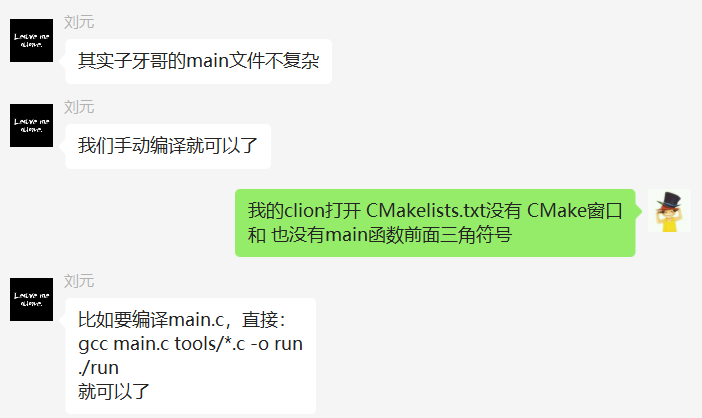 刘元
Leave me
alone.
其实子牙哥的main文件不复杂
刘元
Leave me
alone.
我们手动编译就可以了
我的clion打开 CMakelists.txt没有 CMake窗口
和 也没有main函数前面三角符号
刘元
Leave me
alone.
比如要编译main.c，直接：
gcc main.c tools/*.c -o run
./run
就可以了